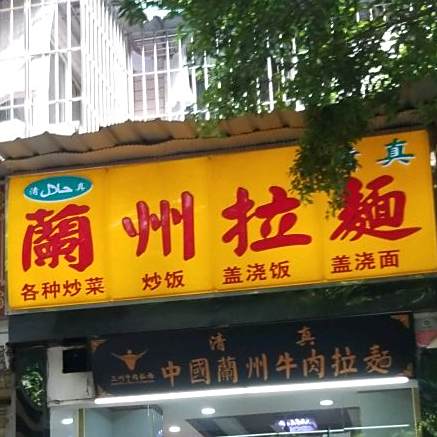 清 حلال 真
清真
蘭州拉麵
各种炒菜 炒饭 盖浇饭 盖浇面
清真
中國蘭州牛肉拉麵